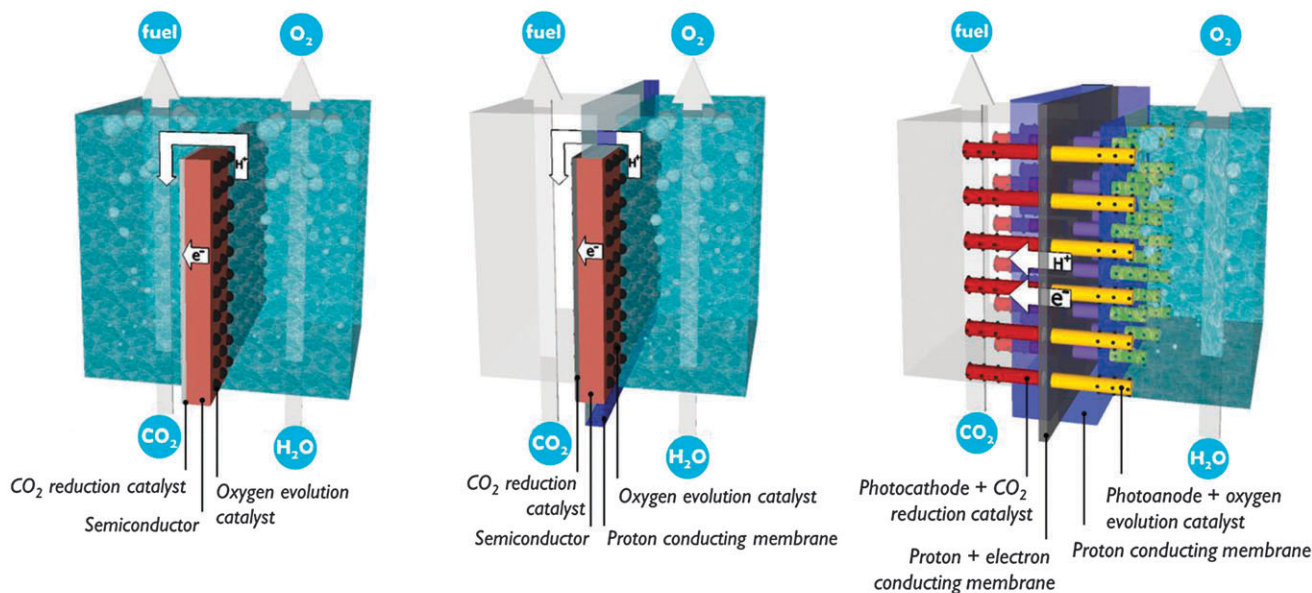 fuel
O₂
H⁺
e⁻
CO₂
H₂O
CO₂ reduction catalyst
Semiconductor
Oxygen evolution
catalyst
fuel
O₂
H⁺
e⁻
CO₂
H₂O
CO₂ reduction
catalyst
Semiconductor
Oxygen evolution catalyst
Proton conducting membrane
fuel
O₂
H⁺
e⁻
CO₂
H₂O
Photocathode + CO₂
reduction catalyst
Proton + electron
conducting membrane
Photoanode + oxygen
evolution catalyst
Proton conducting membrane